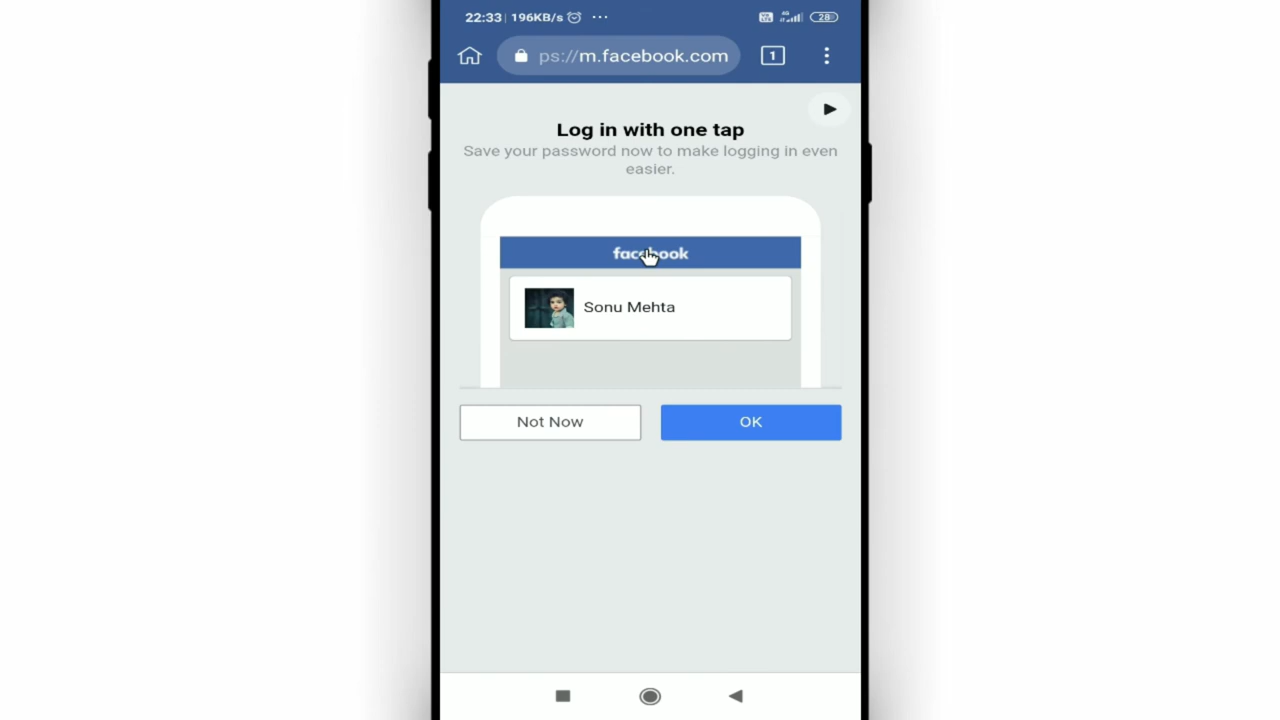 22:33 196KB/s ... 4G 28
ps://m.facebook.com 1
Log in with one tap
Save your password now to make logging in even
easier.
facebook
Sonu Mehta
Not Now OK